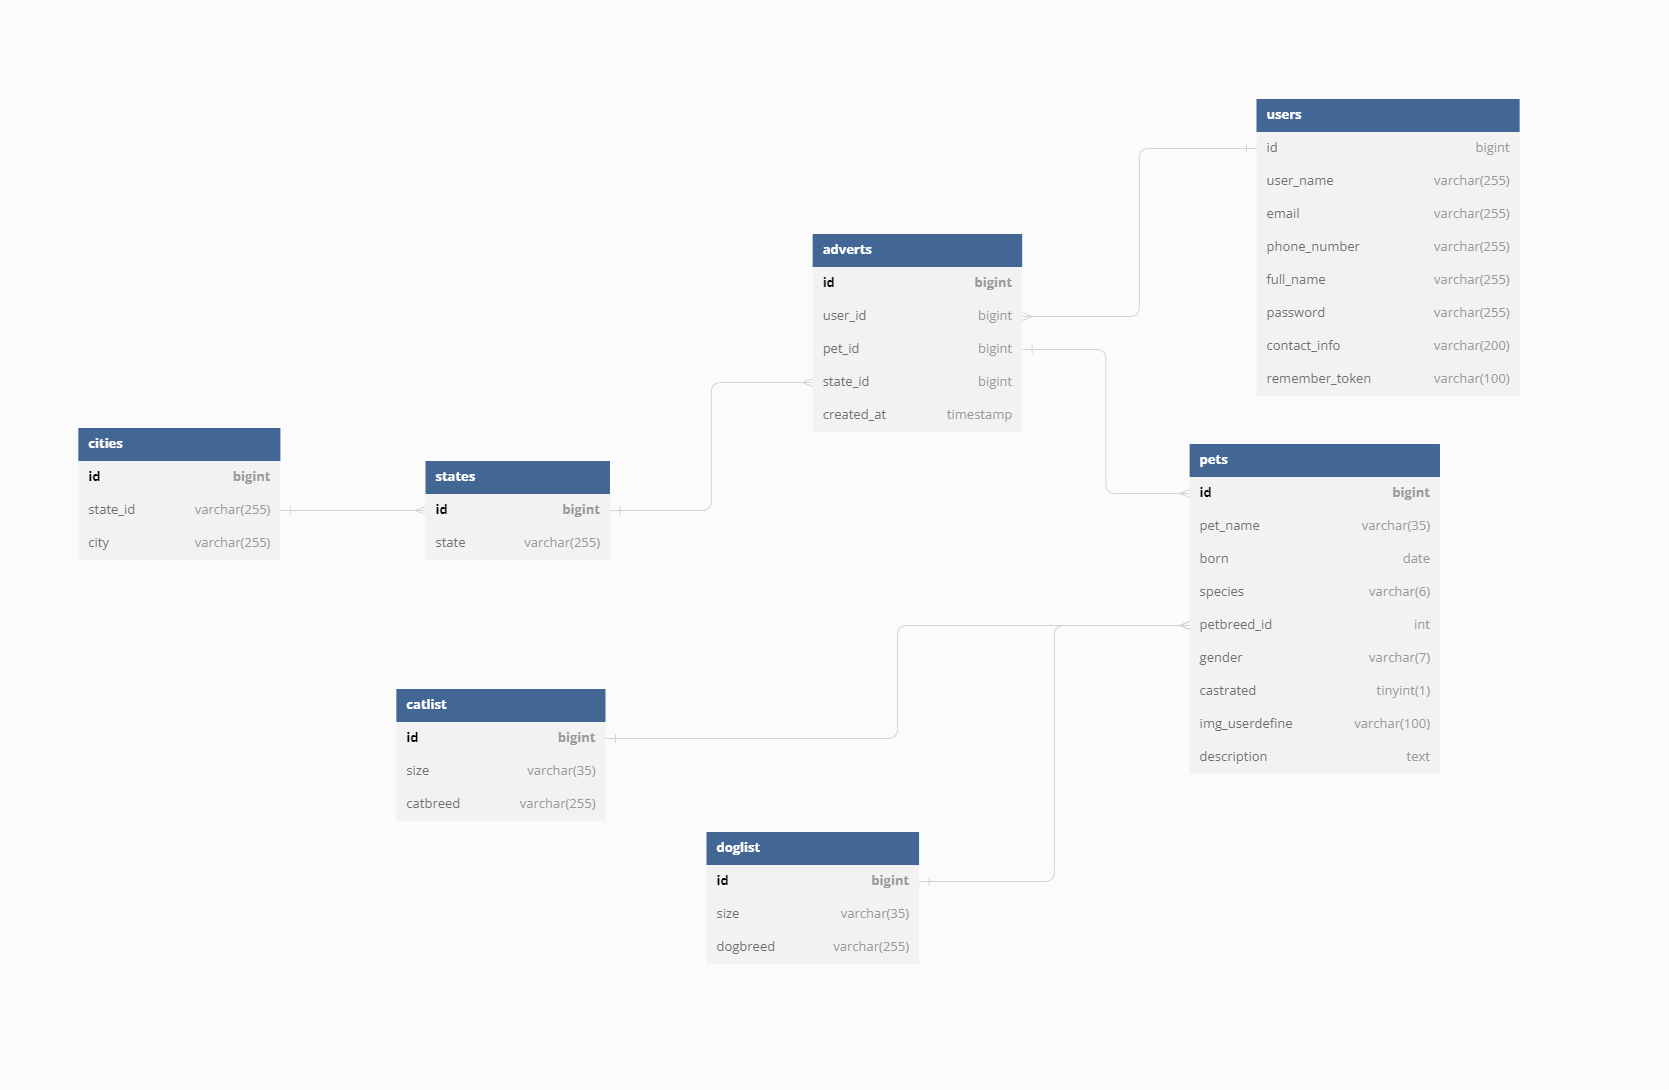 users
id bigint
user_name varchar(255)
email varchar(255)
phone_number varchar(255)
full_name varchar(255)
password varchar(255)
contact_info varchar(200)
remember_token varchar(100)
adverts
id bigint
user_id bigint
pet_id bigint
state_id bigint
created_at timestamp
cities
id bigint
state_id varchar(255)
city varchar(255)
states
id bigint
state varchar(255)
pets
id bigint
pet_name varchar(35)
born date
species varchar(6)
petbreed_id int
gender varchar(7)
castrated tinyint(1)
img_userdefine varchar(100)
description text
catlist
id bigint
size varchar(35)
catbreed varchar(255)
doglist
id bigint
size varchar(35)
dogbreed varchar(255)